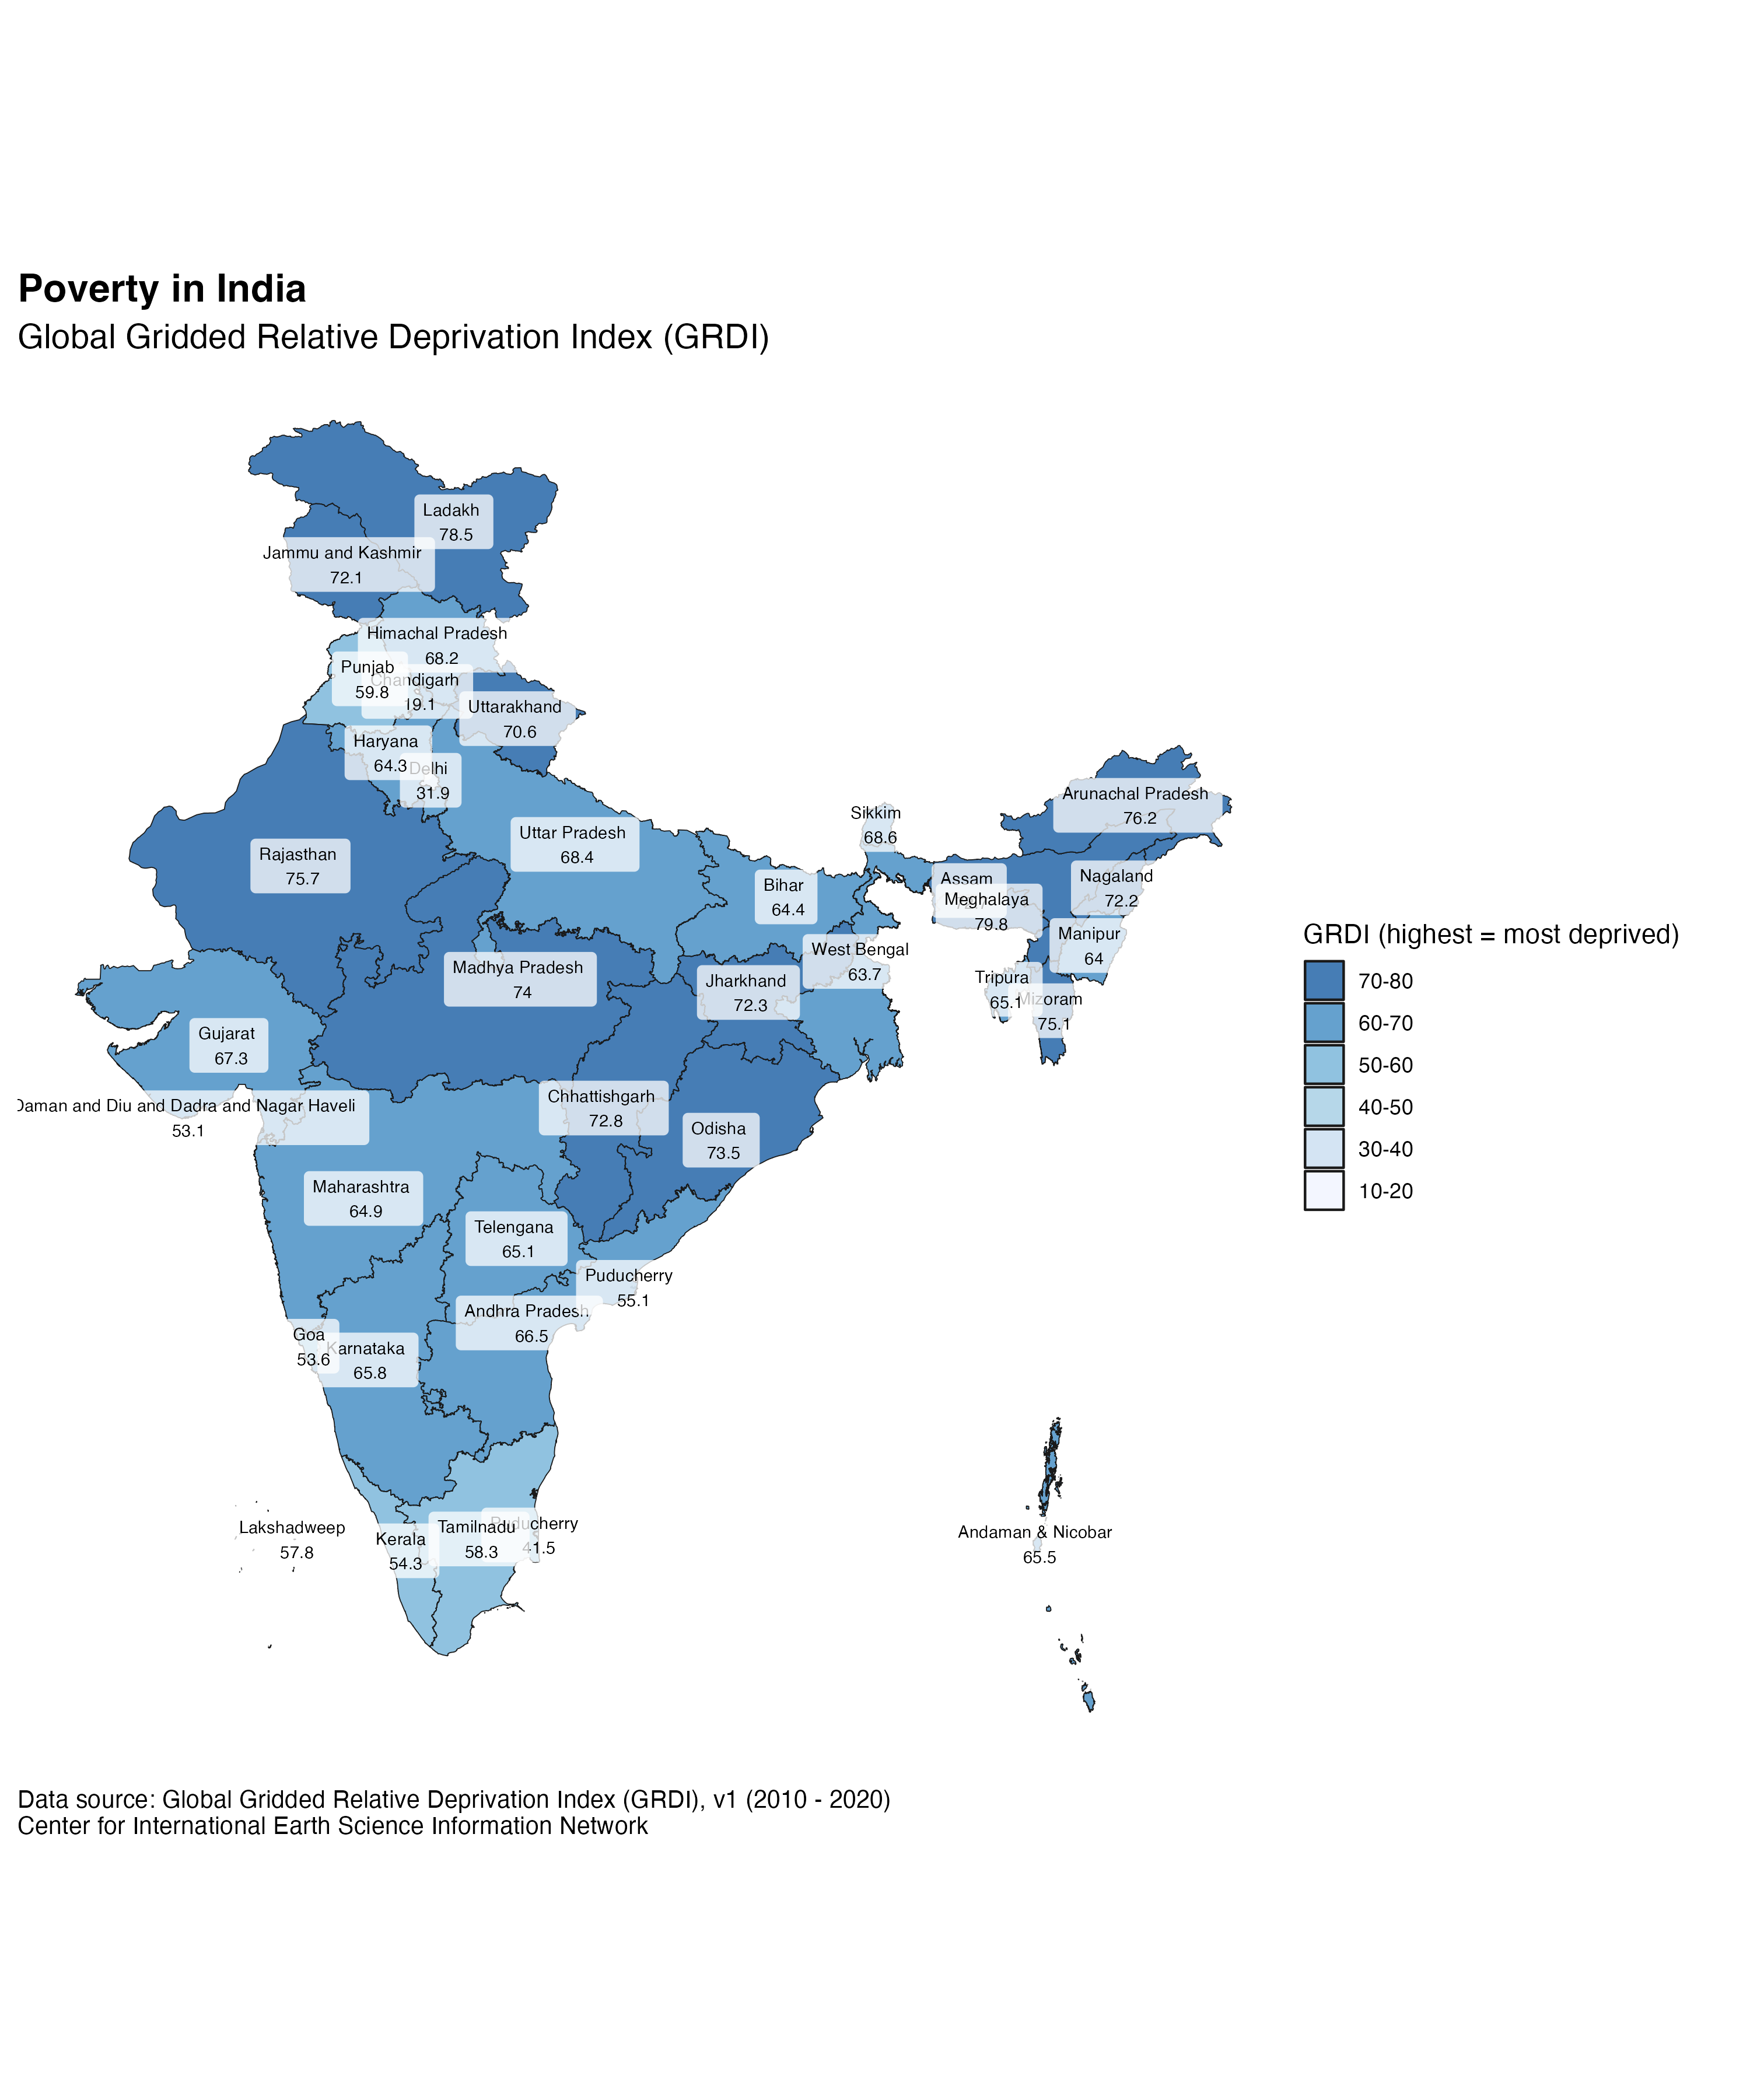 Poverty in India
Global Gridded Relative Deprivation Index (GRDI)
Ladakh
78.5
Jammu and Kashmir
72.1
Himachal Pradesh
68.2
Punjab
59.8
Chandigarh
19.1
Uttarakhand
70.6
Haryana
64.3
Delhi
31.9
Rajasthan
75.7
Uttar Pradesh
68.4
Sikkim
68.6
Arunachal Pradesh
76.2
Bihar
64.4
Assam
Meghalaya
79.8
Nagaland
72.2
Manipur
64
West Bengal
63.7
Madhya Pradesh
74
Jharkhand
72.3
Tripura
65.1
Mizoram
75.1
Gujarat
67.3
Daman and Diu and Dadra and Nagar Haveli
53.1
Chhattishgarh
72.8
Odisha
73.5
Maharashtra
64.9
Telengana
65.1
Puducherry
55.1
Andhra Pradesh
66.5
Goa
53.6
Karnataka
65.8
Lakshadweep
57.8
Kerala
54.3
Tamilnadu
58.3
Puducherry
41.5
Andaman & Nicobar
65.5
GRDI (highest = most deprived)
70-80
60-70
50-60
40-50
30-40
10-20
Data source: Global Gridded Relative Deprivation Index (GRDI), v1 (2010 - 2020)
Center for International Earth Science Information Network